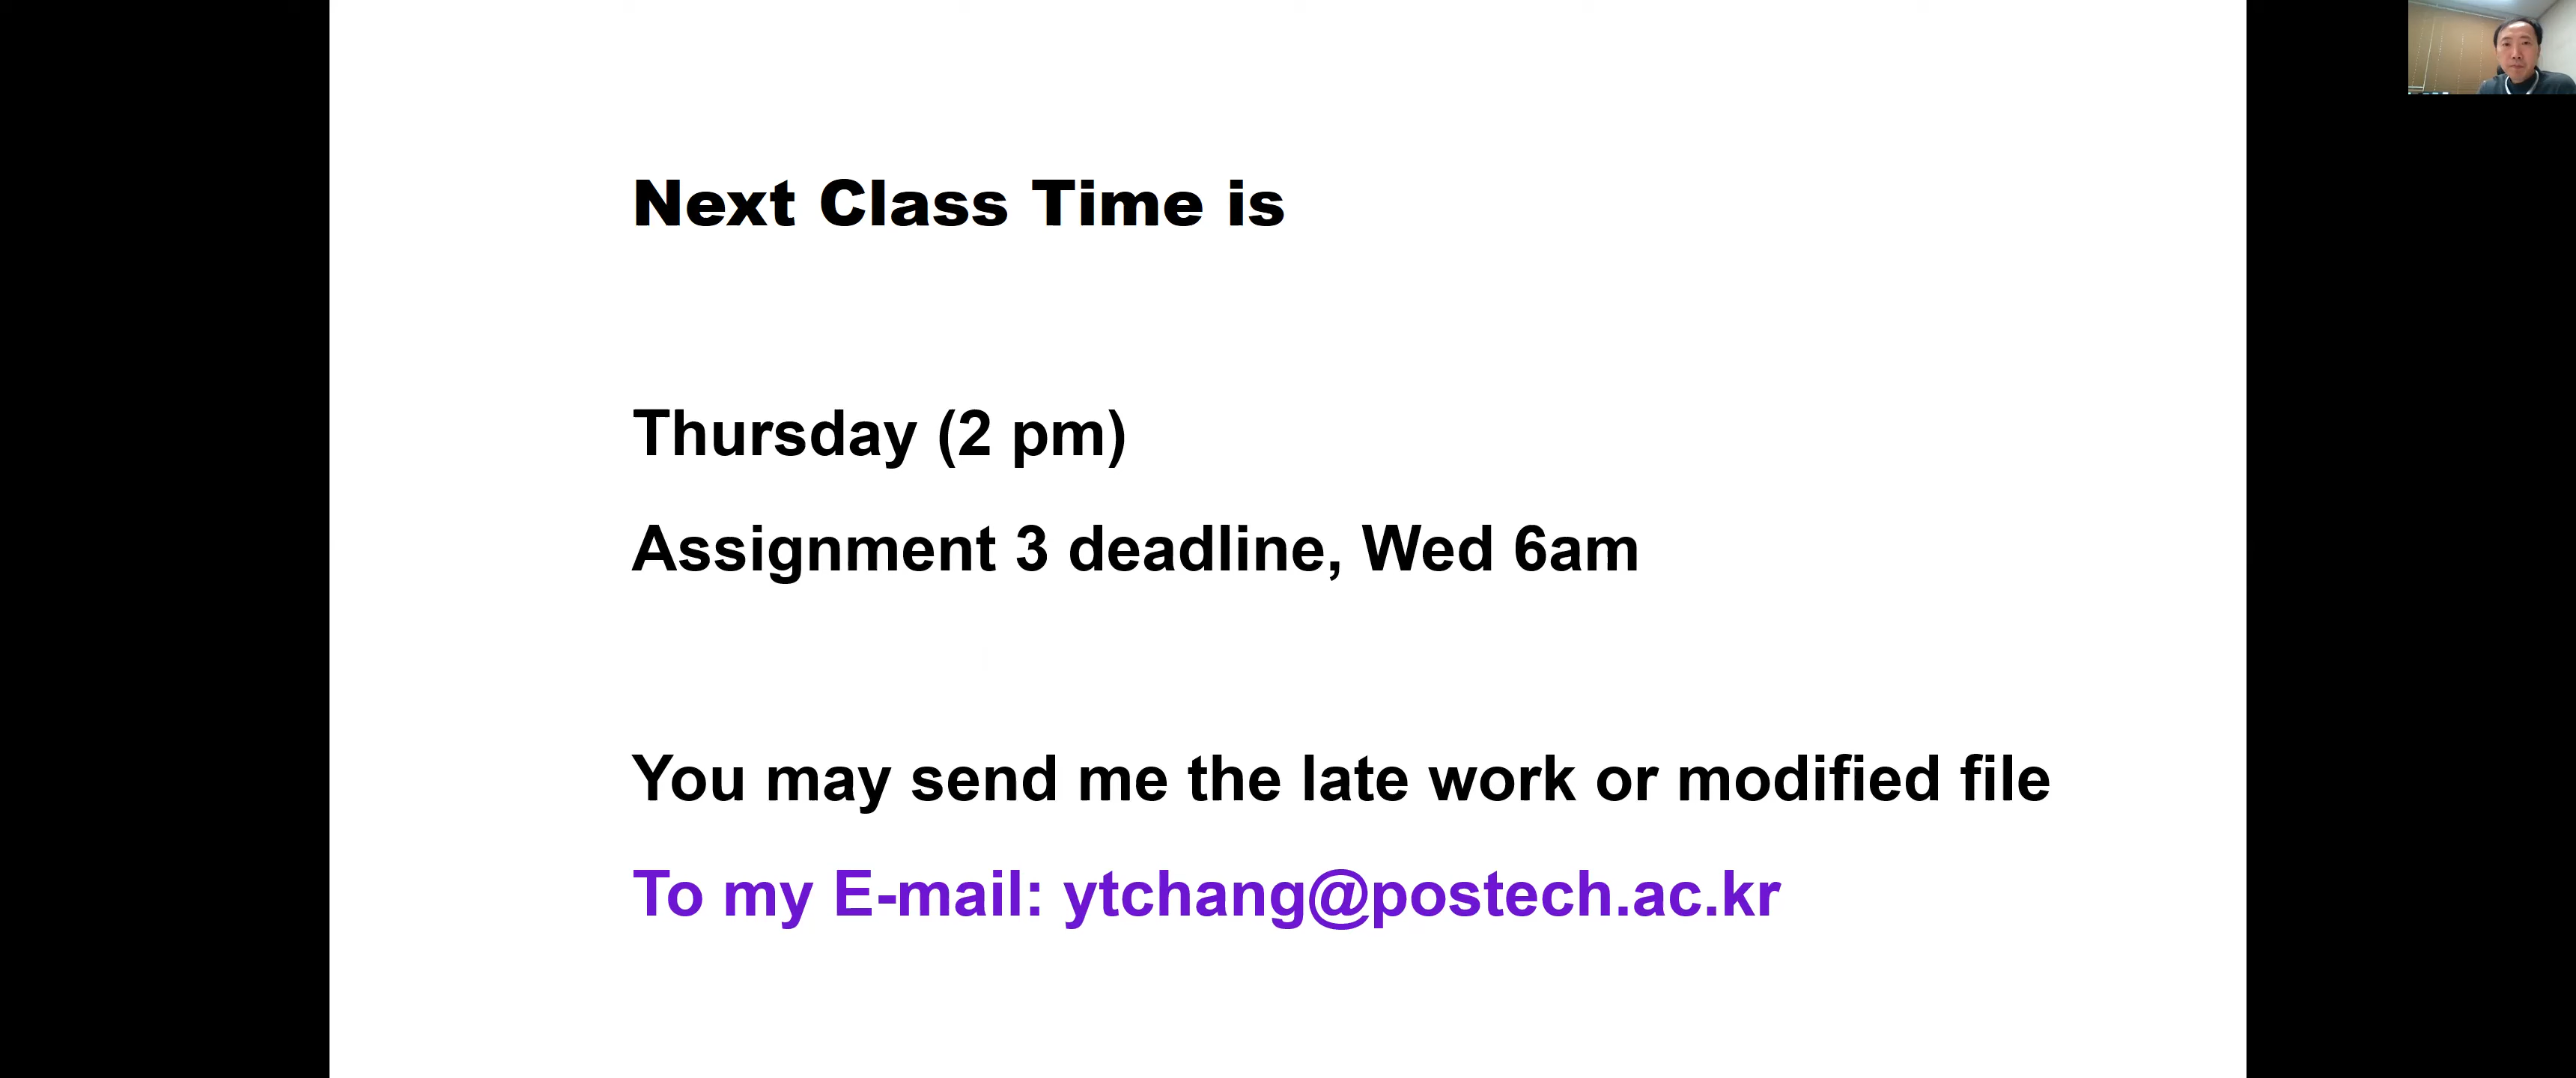 Next Class Time is
Thursday (2 pm)
Assignment 3 deadline, Wed 6am
You may send me the late work or modified file
To my E-mail: ytchang@postech.ac.kr